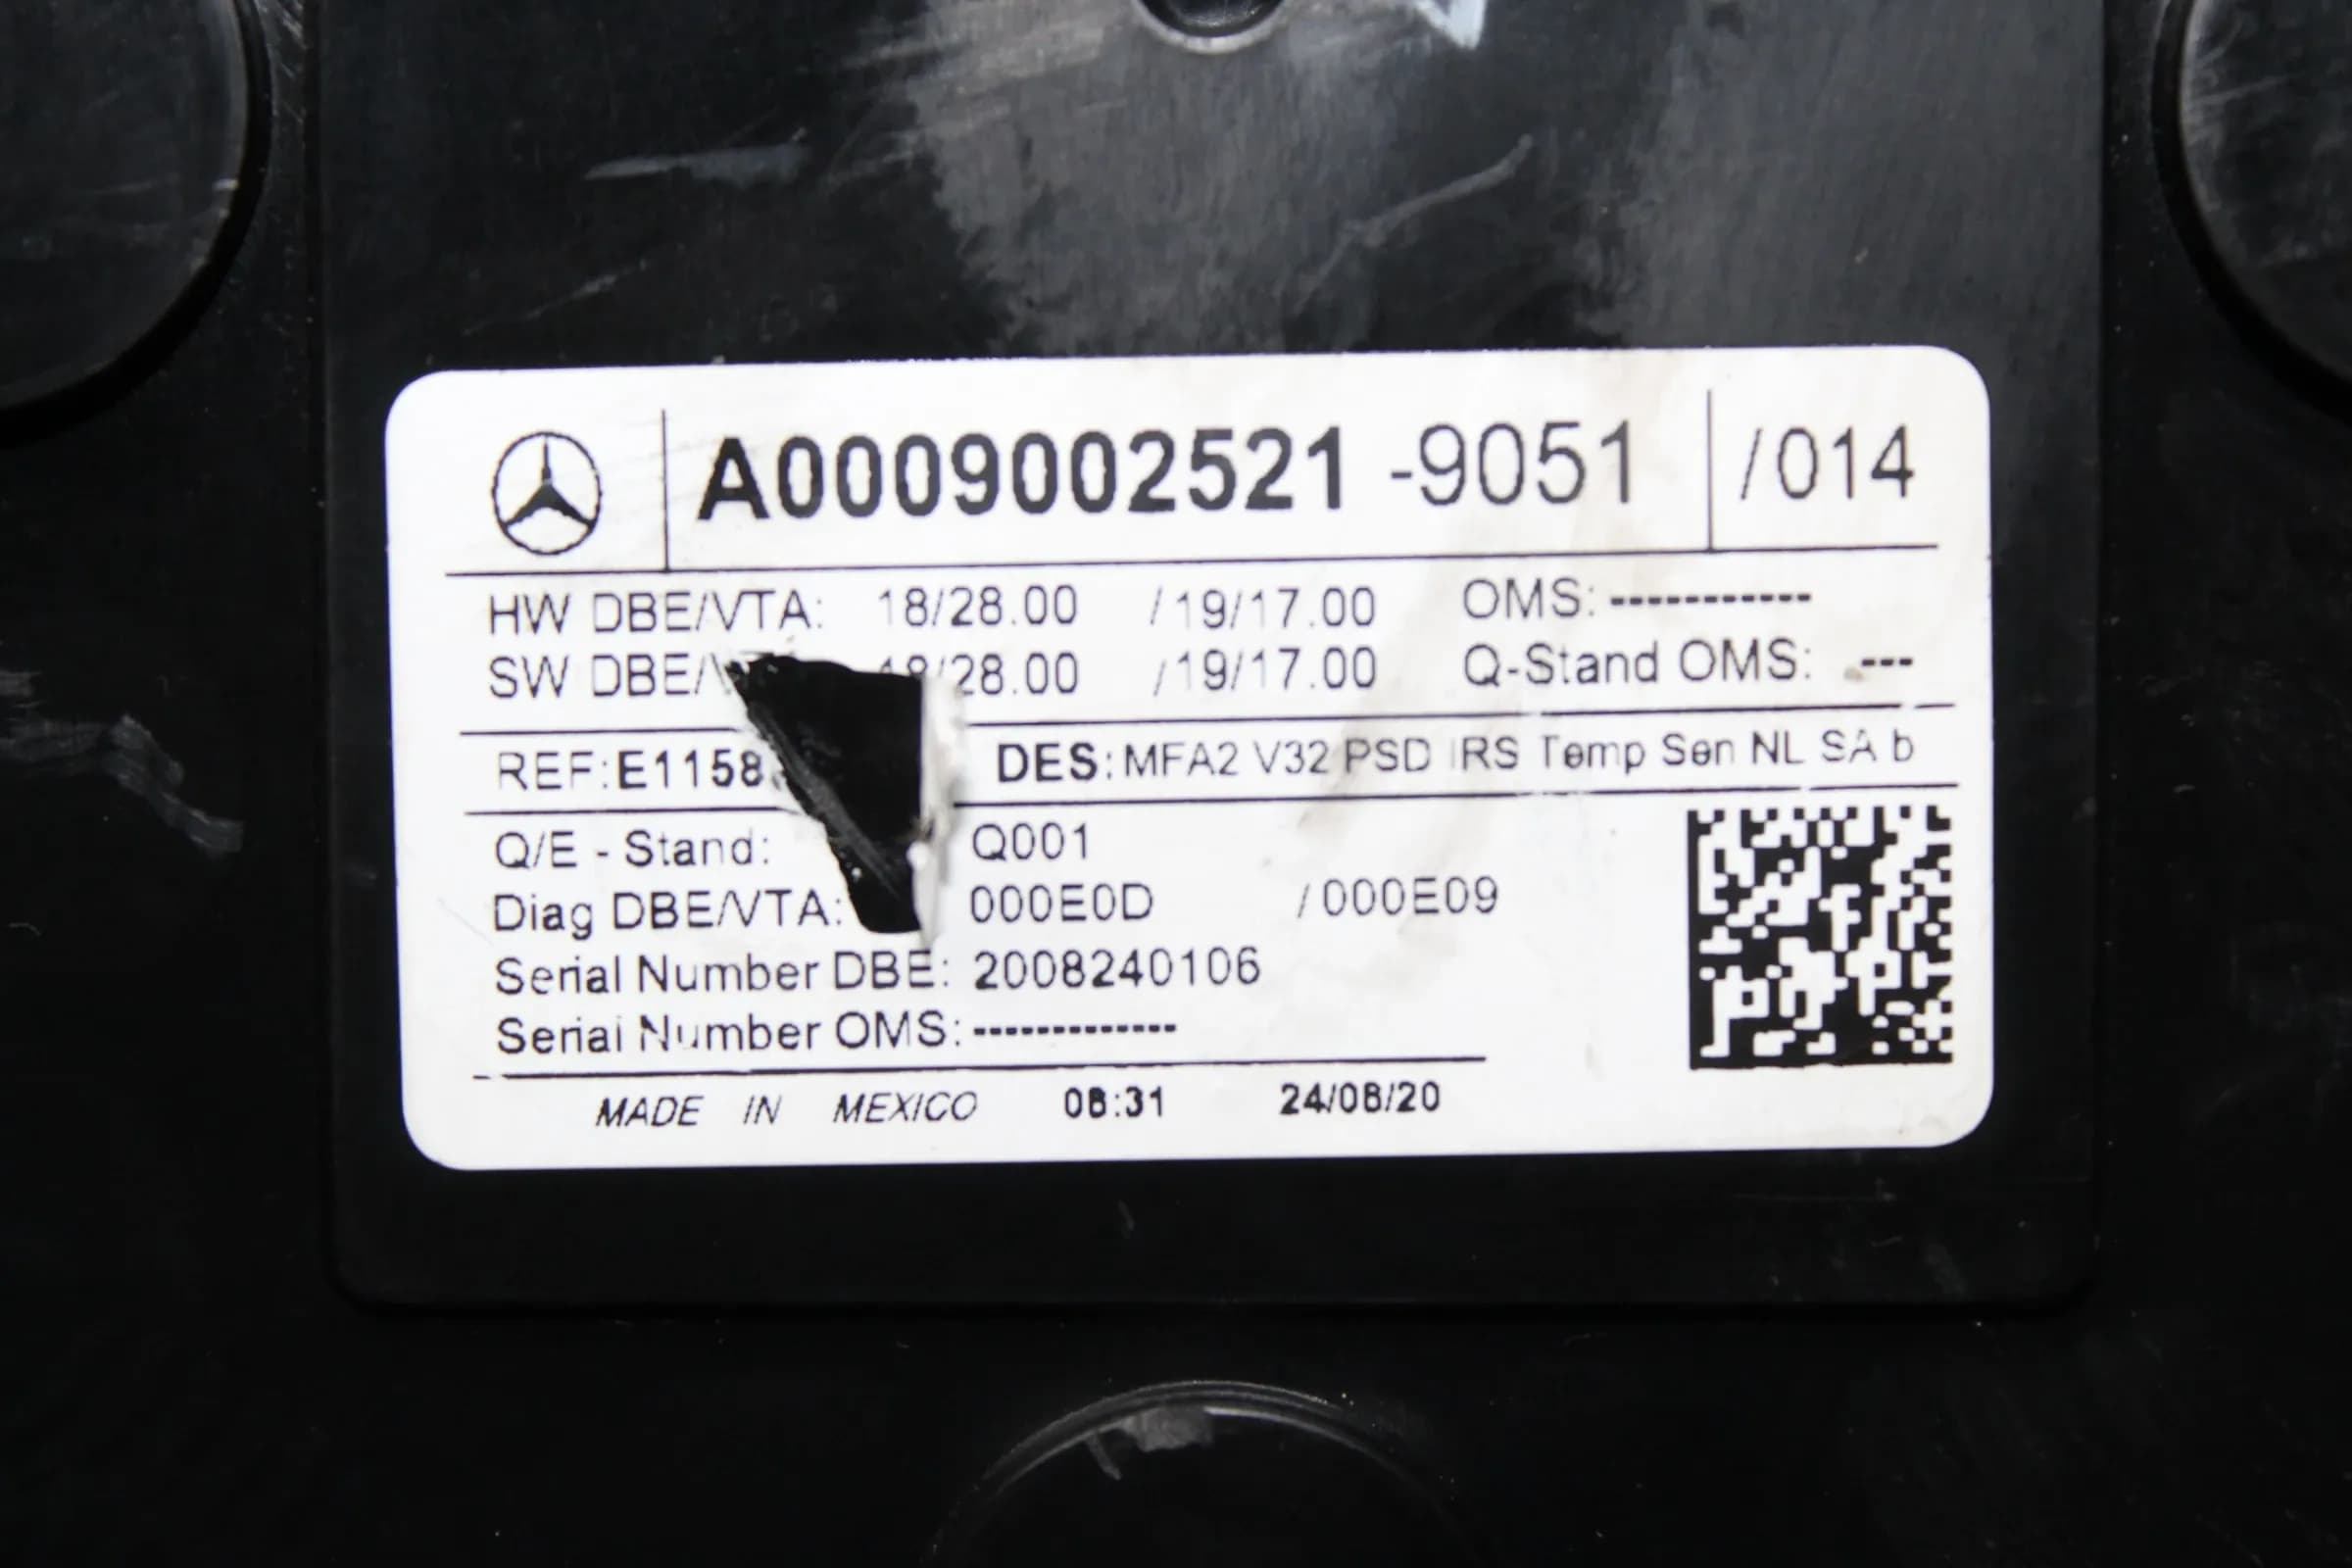 A0009002521 -9051 /014
HW DBE/VTA: 18/28.00 /19/17.00 OMS: -----------
SW /28.00 /19/17.00 Q-Stand OMS: ---
REF: DES:MFA2 V32 PSD IRS Temp Sen NL SA b
Q/E - Stand: Q001
Diag DBE/VTA: 000E0D /000E09
Serial Number DBE: 2008240106
Serial Number OMS: -------------
MADE IN MEXICO 08:31 24/08/20